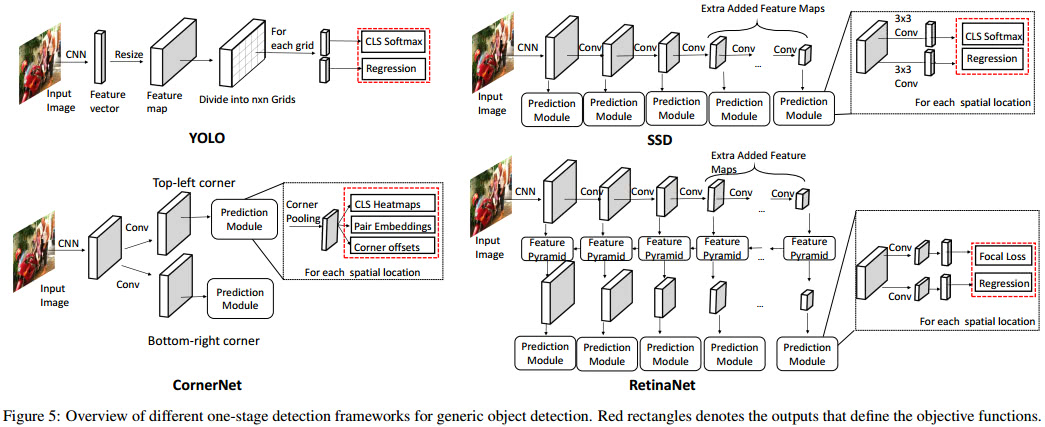 Input
Image
CNN
Feature
vector
Resize
Feature
map
Divide into nxn Grids
For
each grid
CLS Softmax
Regression
YOLO
Extra Added Feature Maps
Input
Image
CNN
Conv
Conv
Conv
Conv
Conv
...
Prediction
Module
Prediction
Module
Prediction
Module
Prediction
Module
...
Prediction
Module
3x3
Conv
CLS Softmax
Regression
3x3
Conv
For each spatial location
SSD
Top-left corner
Input
Image
CNN
Conv
Conv
Prediction
Module
Prediction
Module
Corner
Pooling
CLS Heatmaps
Pair Embeddings
Corner offsets
For each spatial location
Bottom-right corner
CornerNet
Extra Added Feature
Maps
Input
Image
CNN
Conv
Conv
Conv
Conv
Conv
...
Feature
Pyramid
Feature
Pyramid
Feature
Pyramid
Feature
Pyramid
Feature
Pyramid
Feature
Pyramid
...
...
Prediction
Module
Prediction
Module
Prediction
Module
Prediction
Module
Prediction
Module
Prediction
Module
Conv
Conv
Focal Loss
Regression
For each spatial location
RetinaNet
Figure 5: Overview of different one-stage detection frameworks for generic object detection. Red rectangles denotes the outputs that define the objective functions.